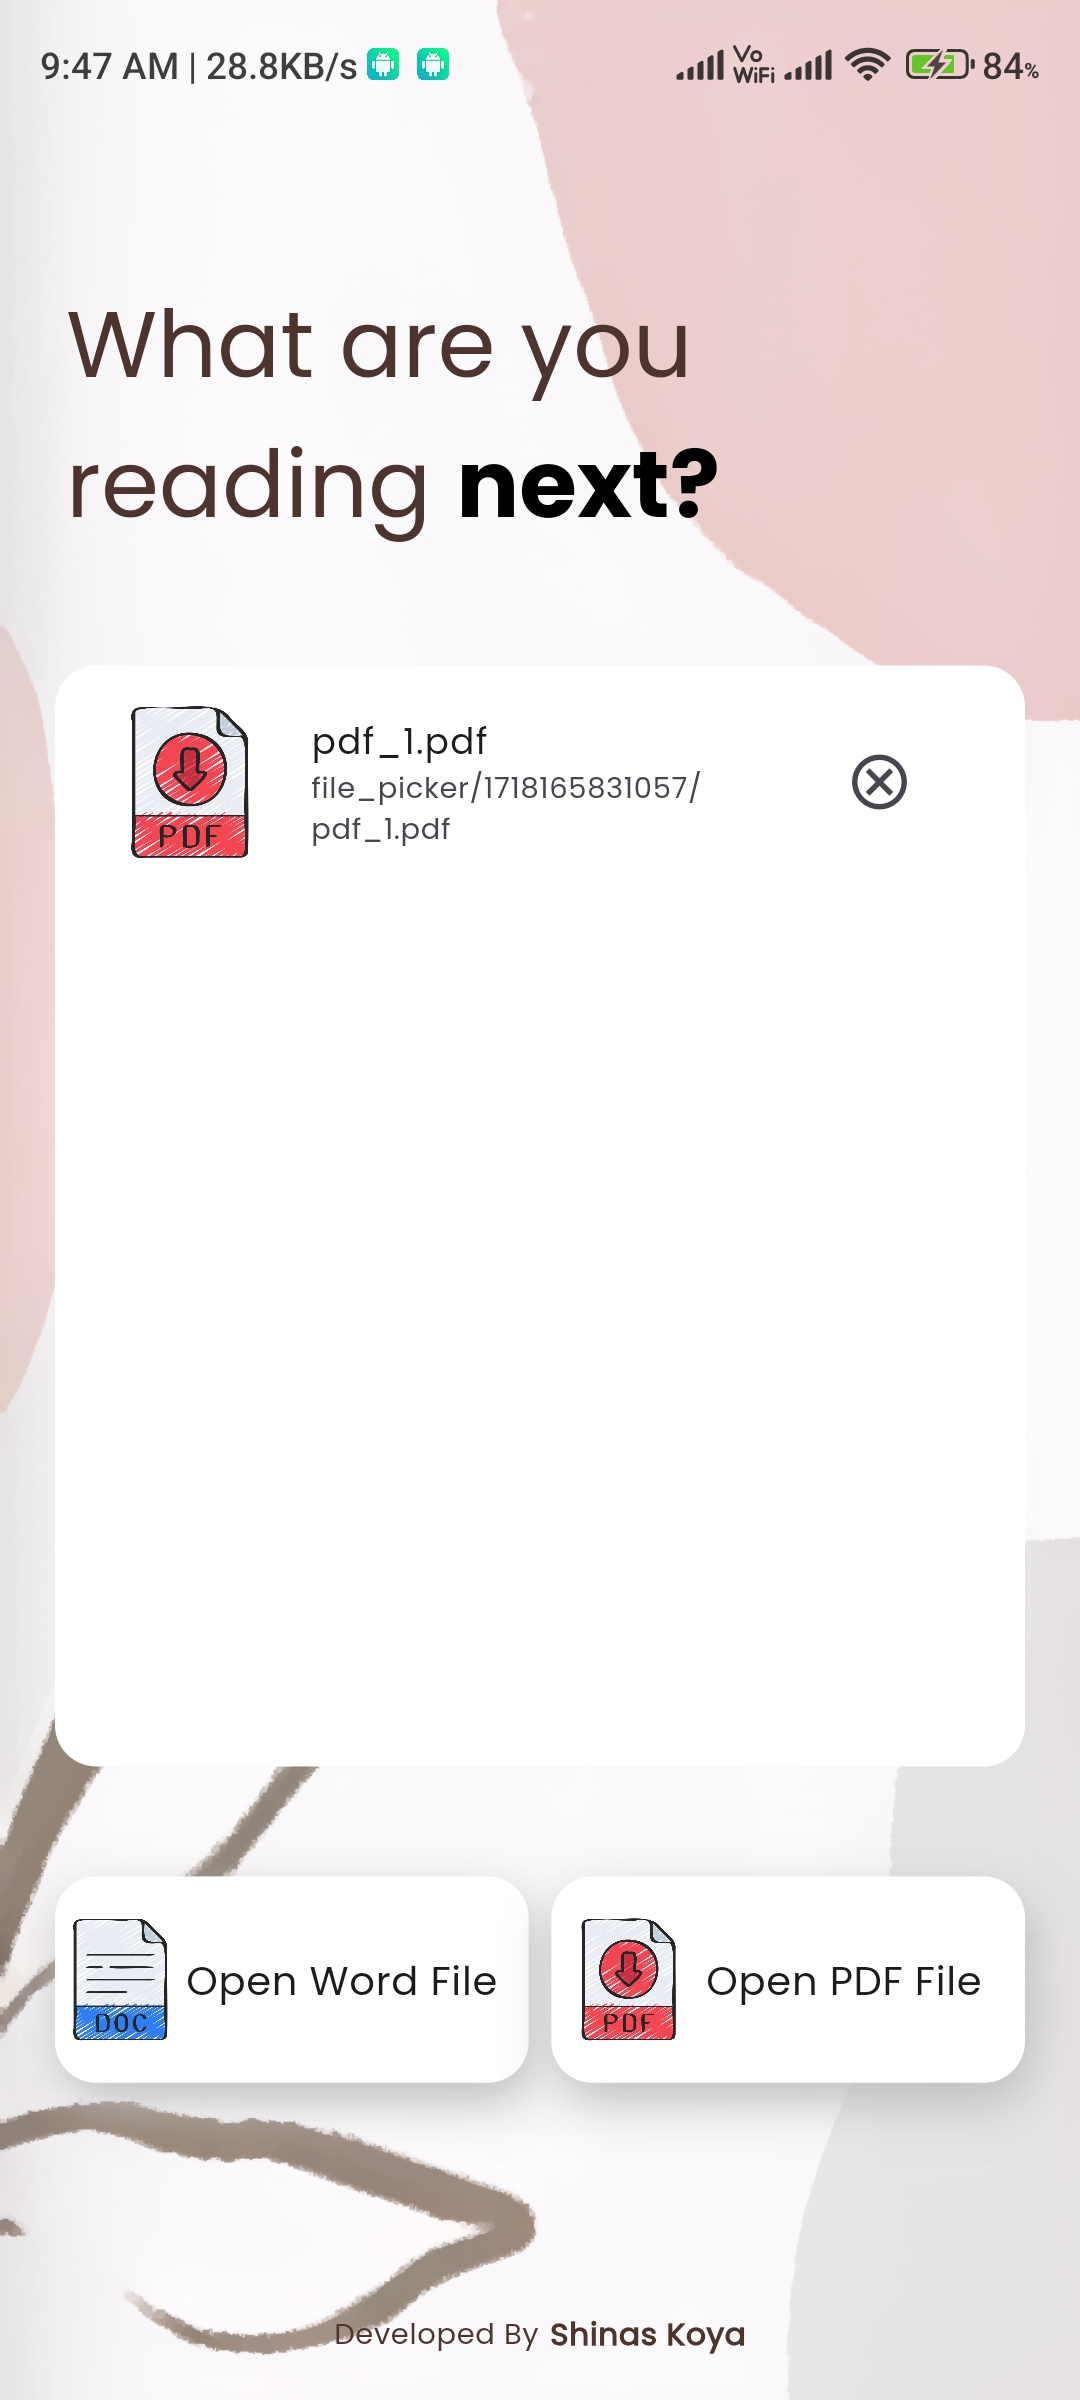 9:47 AM | 28.8KB/s Vo WiFi 84%
What are you
reading next?
PDF
pdf_1.pdf
file_picker/1718165831057/
pdf_1.pdf
DOC
Open Word File
PDF
Open PDF File
Developed By Shinas Koya